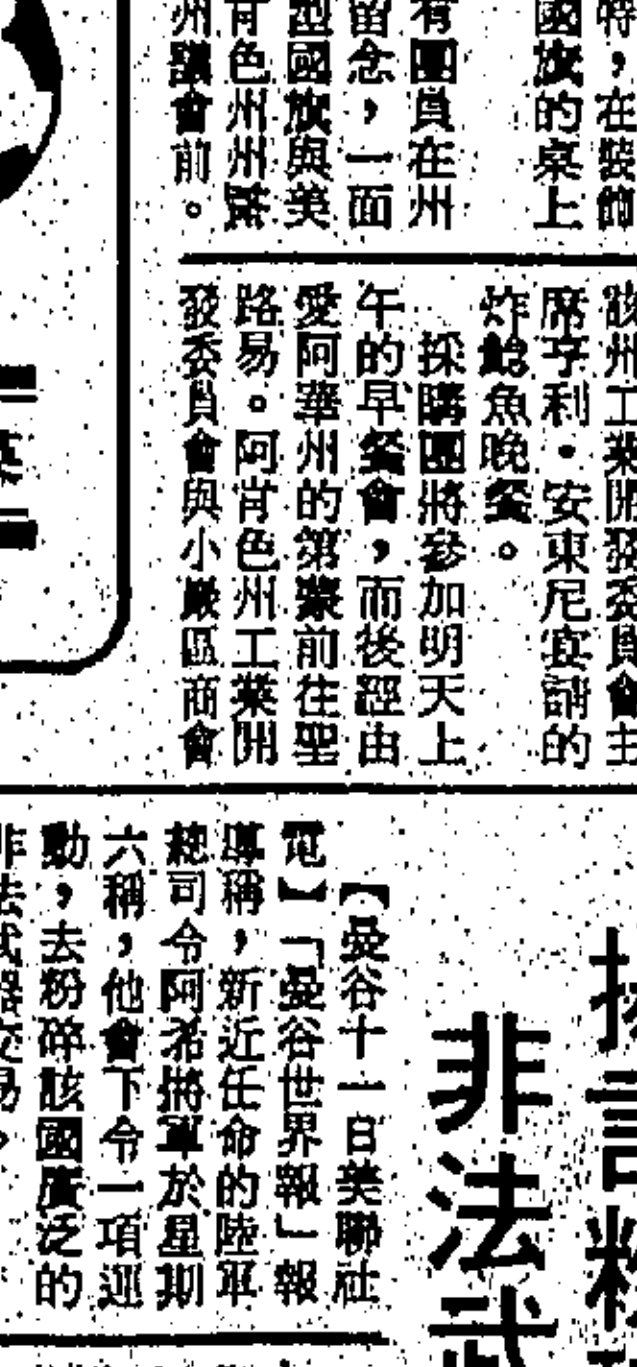 特，在裝飾
國旗的桌上
有團員在州
留念，一面
型國旗與美
肯色州州議
州議會前。
該州工業開發委員會主
席亨利·安東尼宴請的
炸鯰魚晚餐。
採購團將參加明天上
午的早餐會，而後經由
愛阿華州的第蒙前往聖
路易。阿肯色州工業開
發委員會與小巖區商會
非法武
【曼谷十一日美聯社
電】「曼谷世界報」報
導稱，新近任命的陸軍
總司令阿希將軍於星期
六稱，他會下令一項運
動，去粉碎該國廣泛的
非法武器交易。